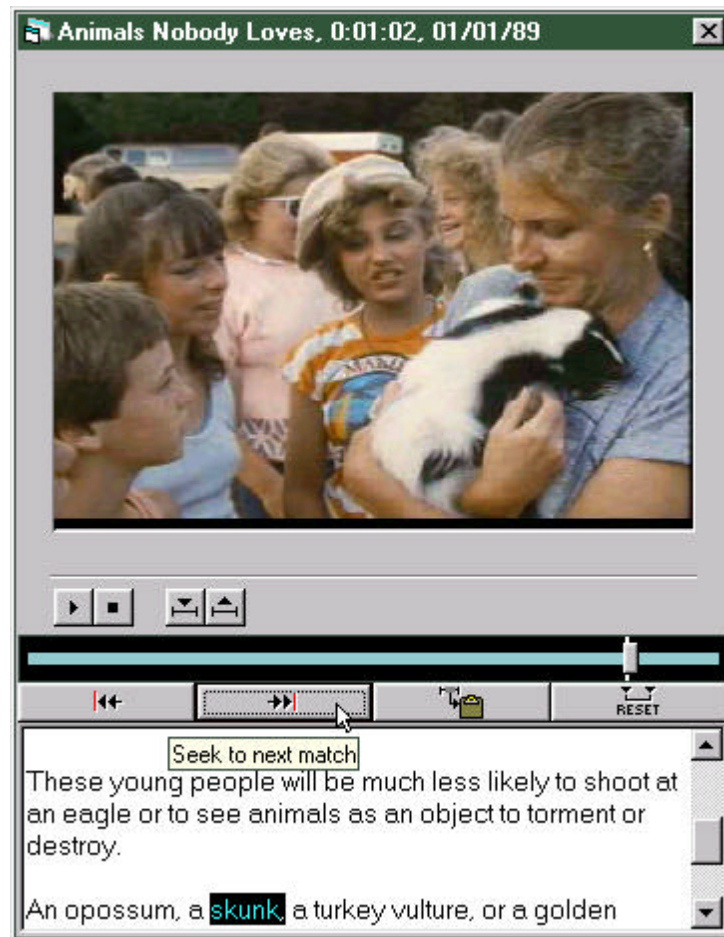 Animals Nobody Loves, 0:01:02, 01/01/89
RESET
Seek to next match
These young people will be much less likely to shoot at
an eagle or to see animals as an object to torment or
destroy.
An opossum, a skunk, a turkey vulture, or a golden